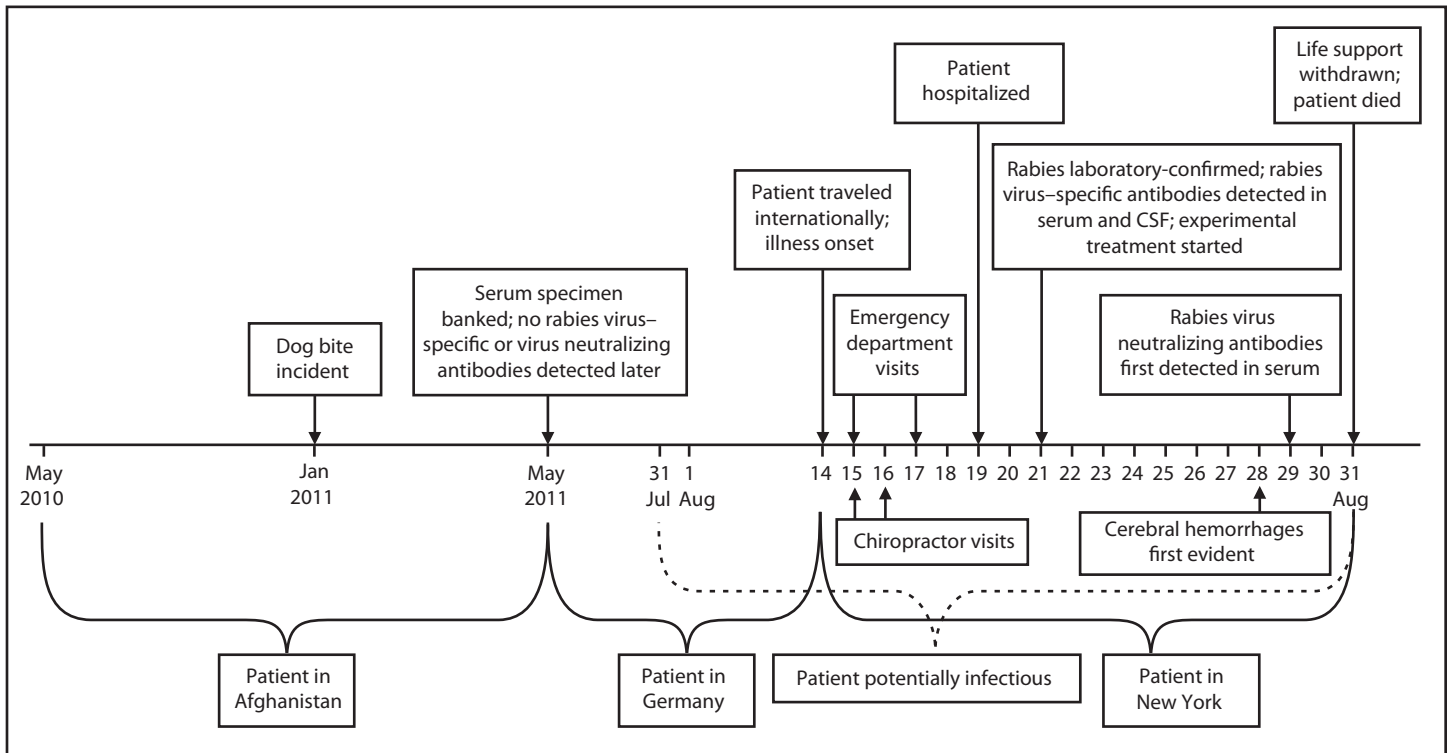 Life support
withdrawn;
patient died
Patient
hospitalized
Rabies laboratory-confirmed; rabies
virus–specific antibodies detected in
serum and CSF; experimental
treatment started
Patient traveled
internationally;
illness onset
Serum specimen
banked; no rabies virus–
specific or virus neutralizing
antibodies detected later
Emergency
department
visits
Rabies virus
neutralizing antibodies
first detected in serum
Dog bite
incident
May
2010
Jan
2011
May
2011
31
Jul
1
Aug
14
15
16
17
18
19
20
21
22
23
24
25
26
27
28
29
30
31
Aug
Chiropractor visits
Cerebral hemorrhages
first evident
Patient in
Afghanistan
Patient in
Germany
Patient potentially infectious
Patient in
New York